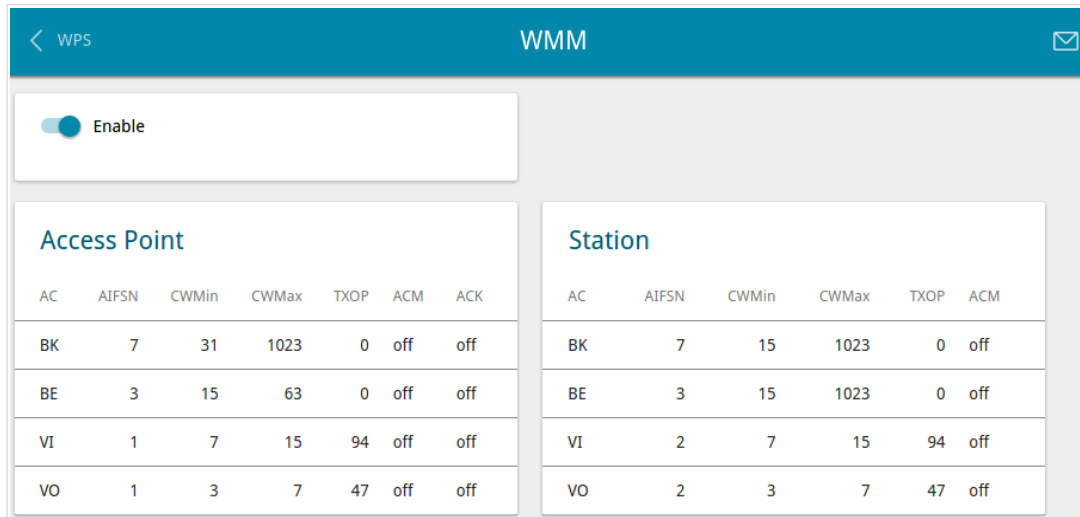 WPS WMM
Enable
Access Point
AC AIFSN CWMin CWMax TXOP ACM ACK
BK 7 31 1023 0 off off
BE 3 15 63 0 off off
VI 1 7 15 94 off off
VO 1 3 7 47 off off
Station
AC AIFSN CWMin CWMax TXOP ACM
BK 7 15 1023 0 off
BE 3 15 1023 0 off
VI 2 7 15 94 off
VO 2 3 7 47 off